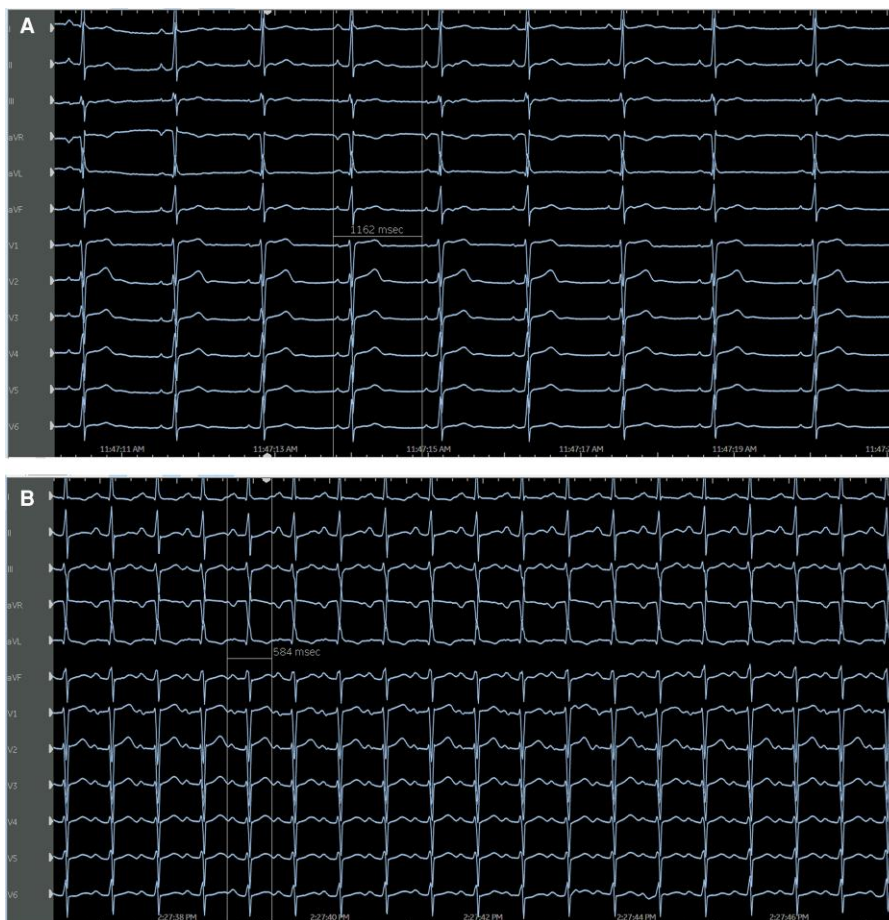 A
I
II
III
aVR
aVL
aVF
1162 msec
V1
V2
V3
V4
V5
V6
11:47:11 AM 11:47:13 AM 11:47:15 AM 11:47:17 AM 11:47:19 AM
B
I
II
III
aVR
aVL
584 msec
aVF
V1
V2
V3
V4
V5
V6
2:27:38 PM 2:27:40 PM 2:27:42 PM 2:27:44 PM 2:27:46 PM